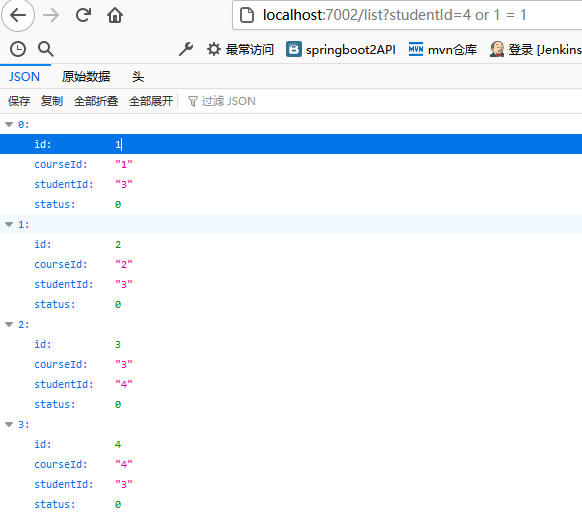 localhost:7002/list?studentId=4 or 1 = 1
最常访问 springboot2API MVN mvn仓库 登录 [Jenkins
JSON 原始数据 头
保存 复制 全部折叠 全部展开 过滤 JSON
0:
id: 1
courseId: "1"
studentId: "3"
status: 0
1:
id: 2
courseId: "2"
studentId: "3"
status: 0
2:
id: 3
courseId: "3"
studentId: "4"
status: 0
3:
id: 4
courseId: "4"
studentId: "3"
status: 0